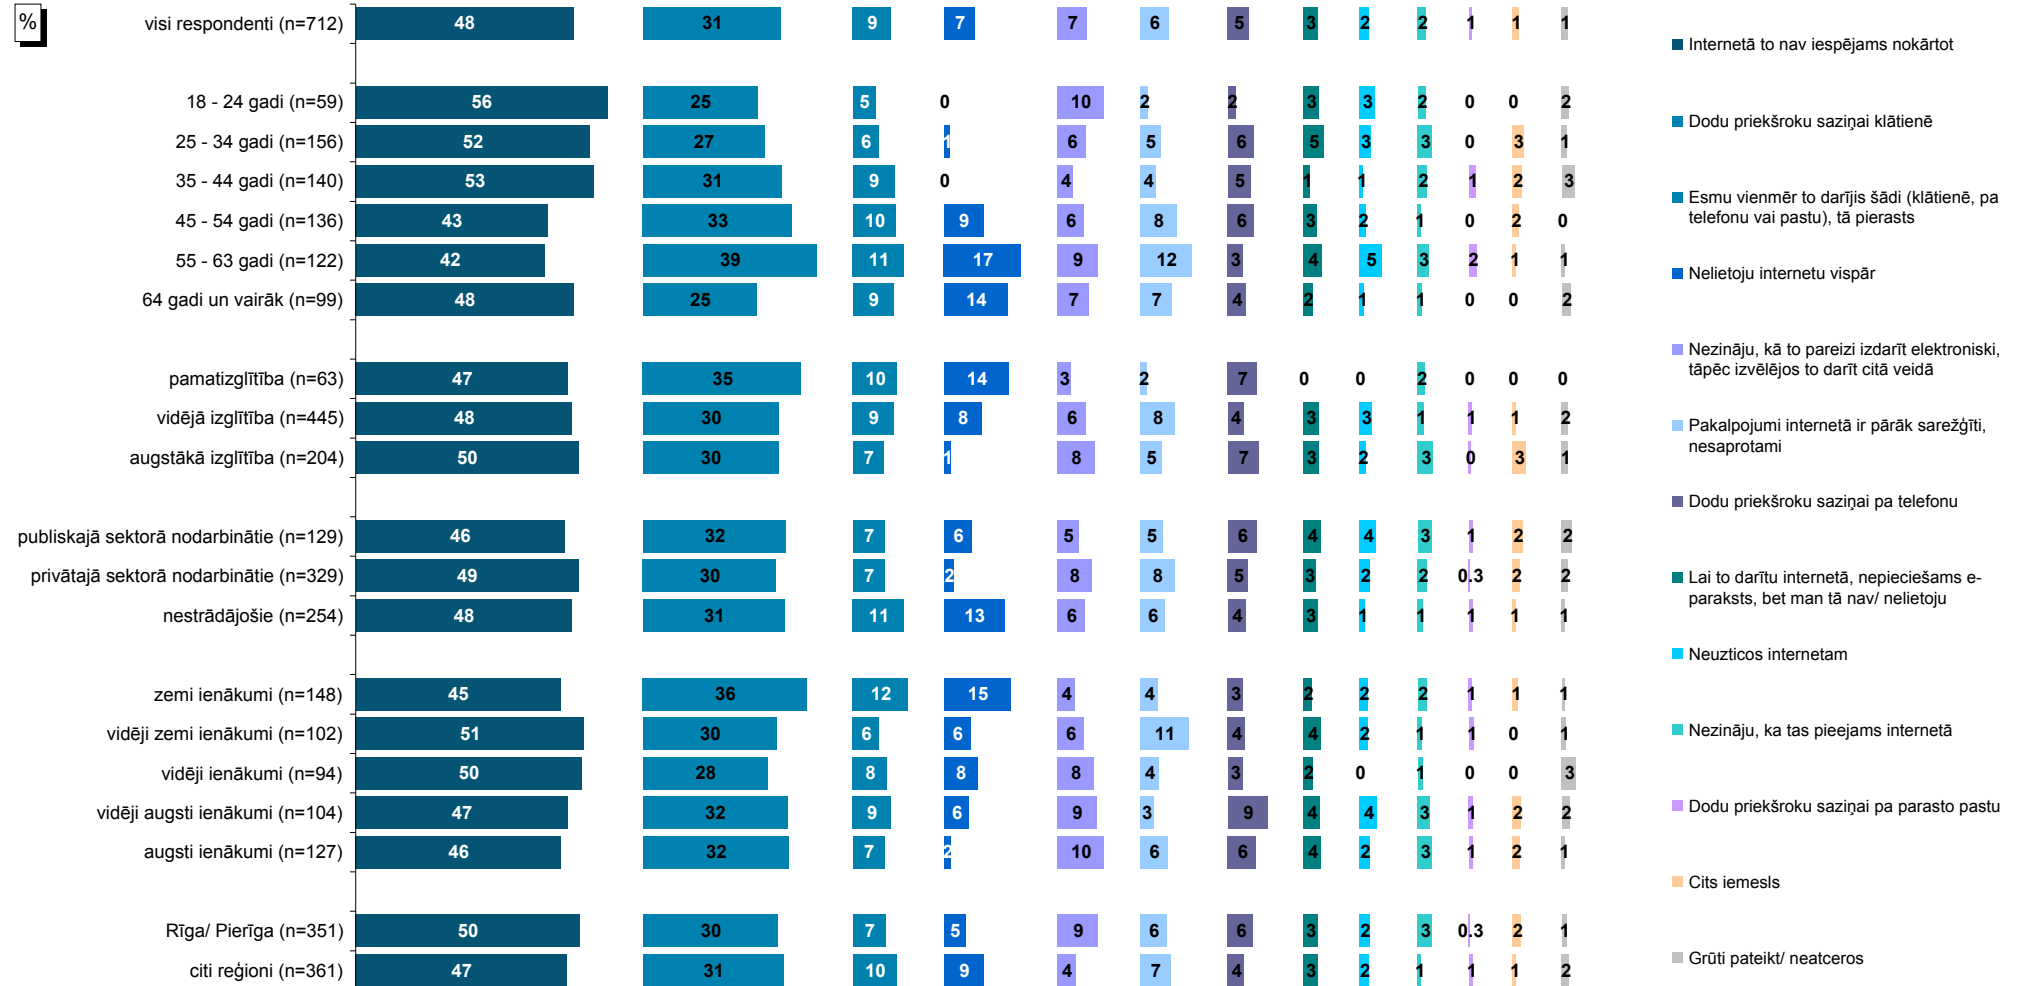 %
visi respondenti (n=712) 48 31 9 7 7 6 5 3 2 2 1 1 1
18 - 24 gadi (n=59) 56 25 5 0 10 2 2 3 3 2 0 0 2
25 - 34 gadi (n=156) 52 27 6 1 6 5 6 5 3 3 0 3 1
35 - 44 gadi (n=140) 53 31 9 0 4 4 5 1 1 2 1 2 3
45 - 54 gadi (n=136) 43 33 10 9 6 8 6 3 2 1 0 2 0
55 - 63 gadi (n=122) 42 39 11 17 9 12 3 4 5 3 2 1 1
64 gadi un vairāk (n=99) 48 25 9 14 7 7 4 2 1 1 0 0 2
pamatizglītība (n=63) 47 35 10 14 3 2 7 0 0 2 0 0 0
vidējā izglītība (n=445) 48 30 9 8 6 8 4 3 3 1 1 1 2
augstākā izglītība (n=204) 50 30 7 1 8 5 7 3 2 3 0 3 1
publiskajā sektorā nodarbinātie (n=129) 46 32 7 6 5 5 6 4 4 3 1 2 2
privātajā sektorā nodarbinātie (n=329) 49 30 7 2 8 8 5 3 2 2 0.3 2 2
nestrādājošie (n=254) 48 31 11 13 6 6 4 3 1 1 1 1 1
zemi ienākumi (n=148) 45 36 12 15 4 4 3 2 2 2 1 1 1
vidēji zemi ienākumi (n=102) 51 30 6 6 6 11 4 4 2 1 1 0 1
vidēji ienākumi (n=94) 50 28 8 8 8 4 3 2 0 1 0 0 3
vidēji augsti ienākumi (n=104) 47 32 9 6 9 3 9 4 4 3 1 2 2
augsti ienākumi (n=127) 46 32 7 2 10 6 6 4 2 3 1 2 1
Rīga/ Pierīga (n=351) 50 30 7 5 9 6 6 3 2 3 0.3 2 1
citi reģioni (n=361) 47 31 10 9 4 7 4 3 2 1 1 1 2
Internetā to nav iespējams nokārtot
Dodu priekšroku saziņai klātienē
Esmu vienmēr to darījis šādi (klātienē, pa
telefonu vai pastu), tā pierasts
Nelietoju internetu vispār
Nezināju, kā to pareizi izdarīt elektroniski,
tāpēc izvēlējos to darīt citā veidā
Pakalpojumi internetā ir pārāk sarežģīti,
nesaprotami
Dodu priekšroku saziņai pa telefonu
Lai to darītu internetā, nepieciešams e-
paraksts, bet man tā nav/ nelietoju
Neuzticos internetam
Nezināju, ka tas pieejams internetā
Dodu priekšroku saziņai pa parasto pastu
Cits iemesls
Grūti pateikt/ neatceros